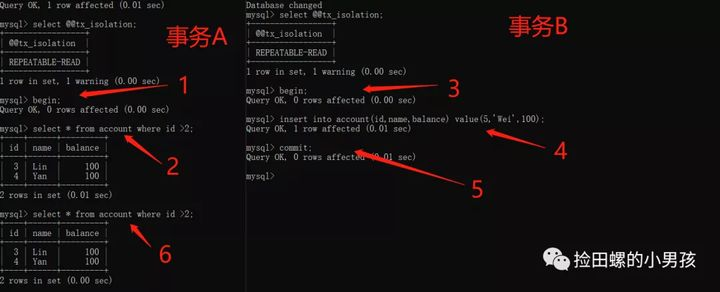 Query OK, 1 row affected (0.01 sec)
mysql> select @@tx_isolation;
+-----------------+
| @@tx_isolation |
+-----------------+
| REPEATABLE-READ |
+-----------------+
1 row in set, 1 warning (0.00 sec)
mysql> begin;
Query OK, 0 rows affected (0.00 sec)
mysql> select * from account where id >2;
+----+------+---------+
| id | name | balance |
+----+------+---------+
| 3 | Lin | 100 |
| 4 | Yan | 100 |
+----+------+---------+
2 rows in set (0.01 sec)
mysql> select * from account where id >2;
+----+------+---------+
| id | name | balance |
+----+------+---------+
| 3 | Lin | 100 |
| 4 | Yan | 100 |
+----+------+---------+
2 rows in set (0.00 sec)
事务A
1
2
6
Database changed
mysql> select @@tx_isolation;
+-----------------+
| @@tx_isolation |
+-----------------+
| REPEATABLE-READ |
+-----------------+
1 row in set, 1 warning (0.00 sec)
mysql> begin;
Query OK, 0 rows affected (0.00 sec)
mysql> insert into account(id,name,balance) value(5,'Wei',100);
Query OK, 1 row affected (0.01 sec)
mysql> commit;
Query OK, 0 rows affected (0.01 sec)
mysql>
事务B
3
4
5
捡田螺的小男孩